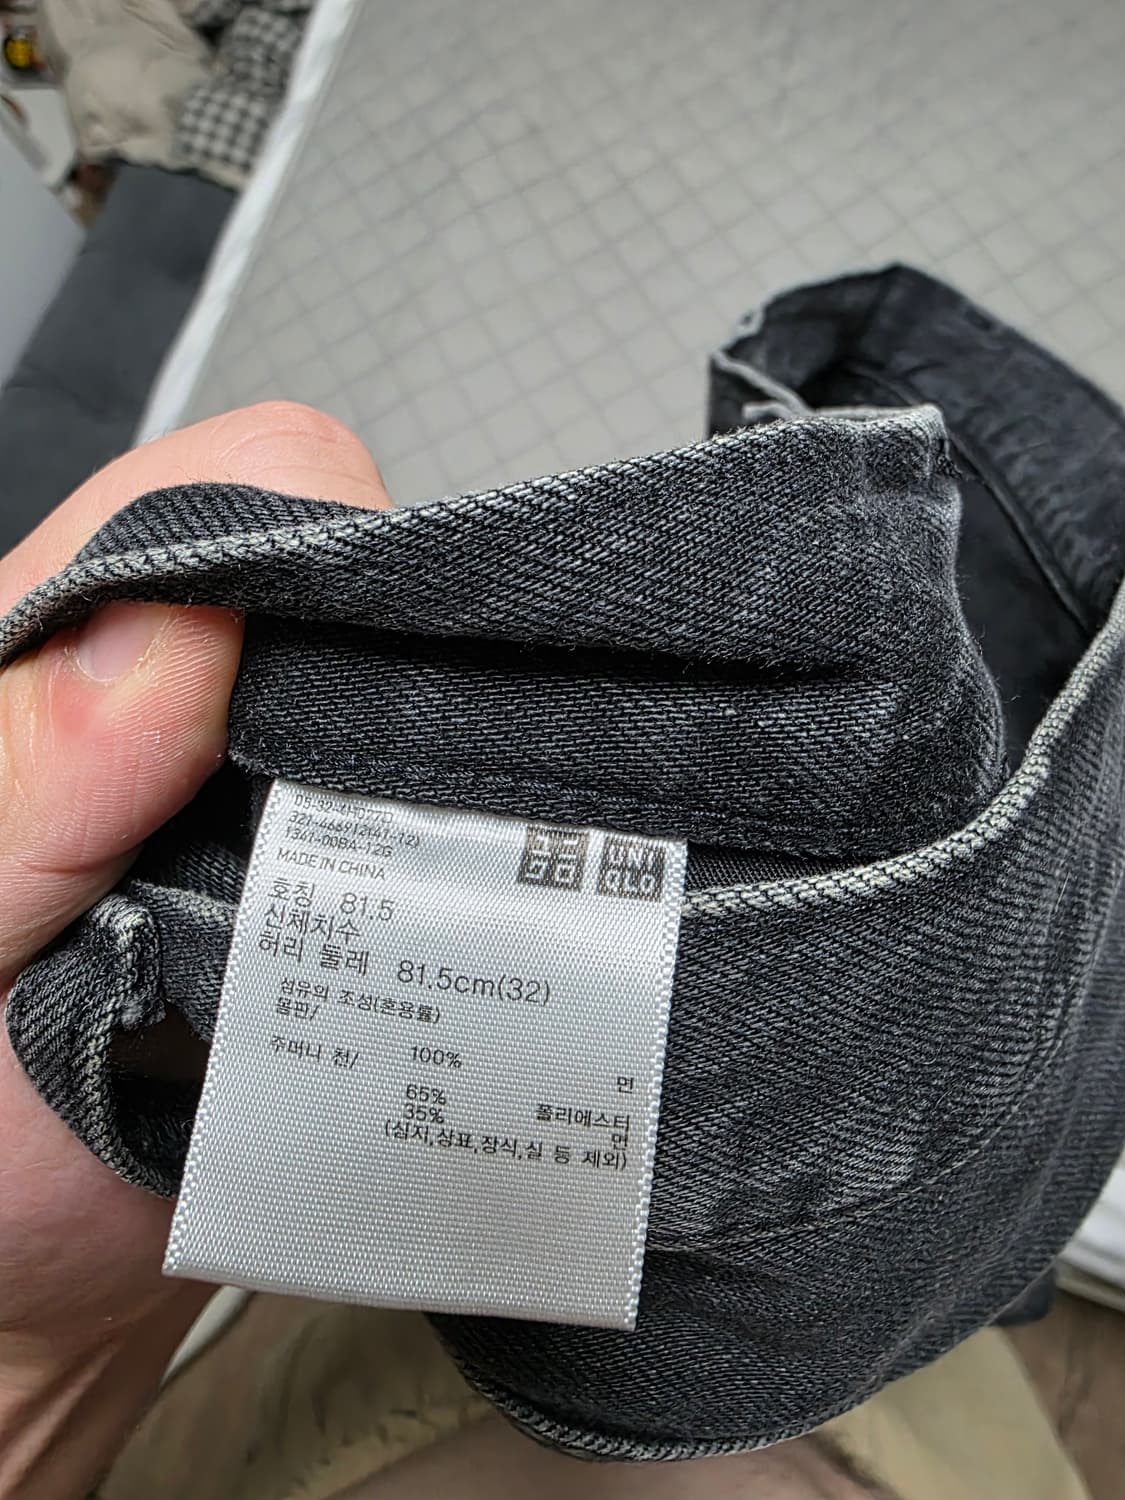 MADE IN CHINA
호칭 81.5
신체치수
허리 둘레 81.5cm(32)
섬유의 조성(혼용률)
몸판/
100% 면
주머니 천/
65% 폴리에스터
35% 면
(심지,상표,장식,실 등 제외)
UNI
QLO